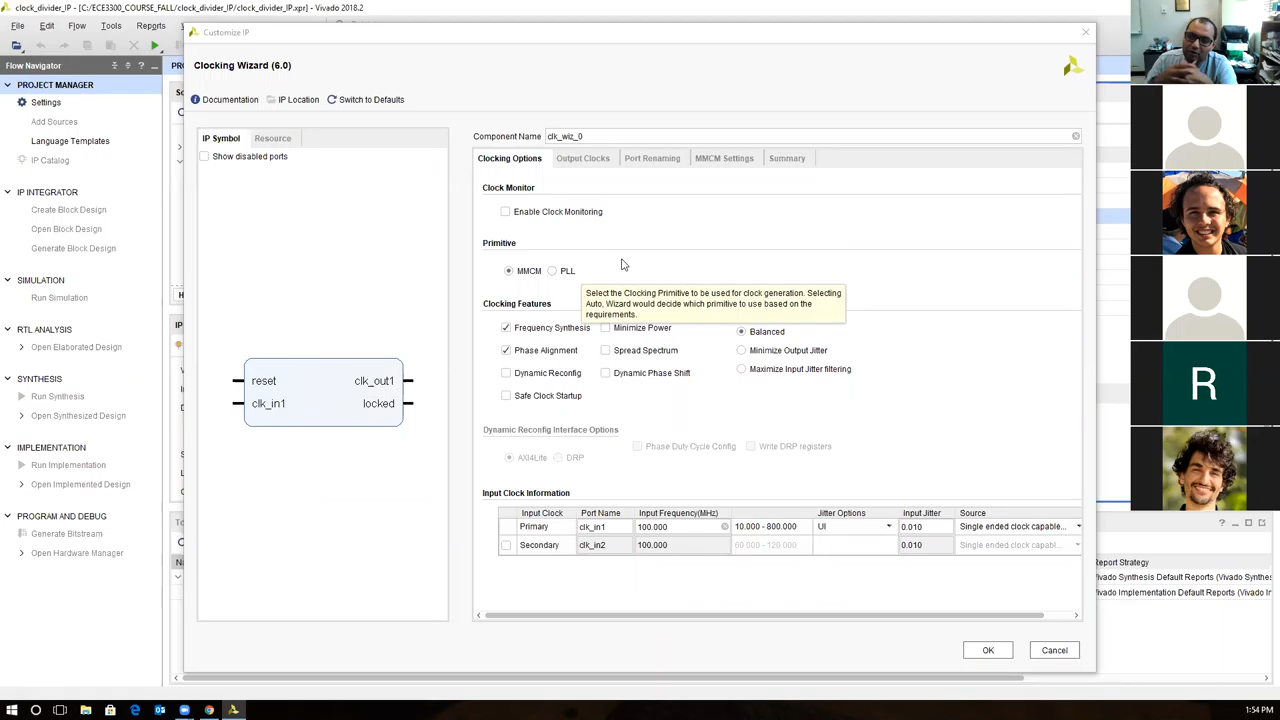 clock_divider_IP - [C:/ECE3300_COURSE_FALL/clock_divider_IP/clock_divider_IP.xpr] - Vivado 2018.2
File Edit Flow Tools Reports
Customize IP
Flow Navigator
Clocking Wizard (6.0)
PROJECT MANAGER
Settings
Add Sources
Language Templates
IP Catalog
IP INTEGRATOR
Create Block Design
Open Block Design
Generate Block Design
SIMULATION
Run Simulation
RTL ANALYSIS
Open Elaborated Design
SYNTHESIS
Run Synthesis
Open Synthesized Design
IMPLEMENTATION
Run Implementation
Open Implemented Design
PROGRAM AND DEBUG
Generate Bitstream
Open Hardware Manager
Documentation IP Location Switch to Defaults
IP Symbol Resource
Show disabled ports
reset clk_out1
clk_in1 locked
Component Name clk_wiz_0
Clocking Options Output Clocks Port Renaming MMCM Settings Summary
Clock Monitor
Enable Clock Monitoring
Primitive
MMCM PLL
Select the Clocking Primitive to be used for clock generation. Selecting
Auto, Wizard would decide which primitive to use based on the
requirements.
Clocking Features
Frequency Synthesis Minimize Power Balanced
Phase Alignment Spread Spectrum Minimize Output Jitter
Dynamic Reconfig Dynamic Phase Shift Maximize Input Jitter filtering
Safe Clock Startup
Dynamic Reconfig Interface Options
Phase Duty Cycle Config Write DRP registers
AXI4Lite DRP
Input Clock Information
Input Clock Port Name Input Frequency(MHz) Jitter Options Input Jitter Source
Primary clk_in1 100.000 10.000 - 800.000 UI 0.010 Single ended clock capable...
Secondary clk_in2 100.000 60.000 - 120.000 0.010 Single ended clock capabl...
OK Cancel
R
Report Strategy
Vivado Synthesis Default Reports (Vivado Synthes
Vivado Implementation Default Reports (Vivado Im
1:54 PM